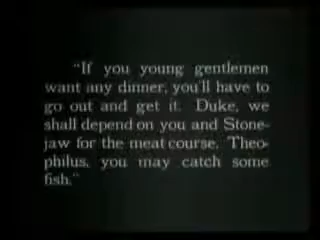 "If you young gentlemen
want any dinner, you'll have to
go out and get it. Duke, we
shall depend on you and Stone-
jaw for the meat course. Theo-
philus, you may catch some
fish."